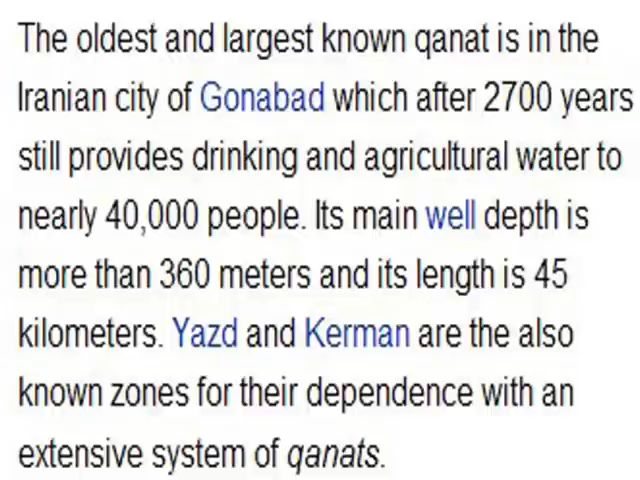 The oldest and largest known qanat is in the
Iranian city of Gonabad which after 2700 years
still provides drinking and agricultural water to
nearly 40,000 people. Its main well depth is
more than 360 meters and its length is 45
kilometers. Yazd and Kerman are the also
known zones for their dependence with an
extensive system of qanats.